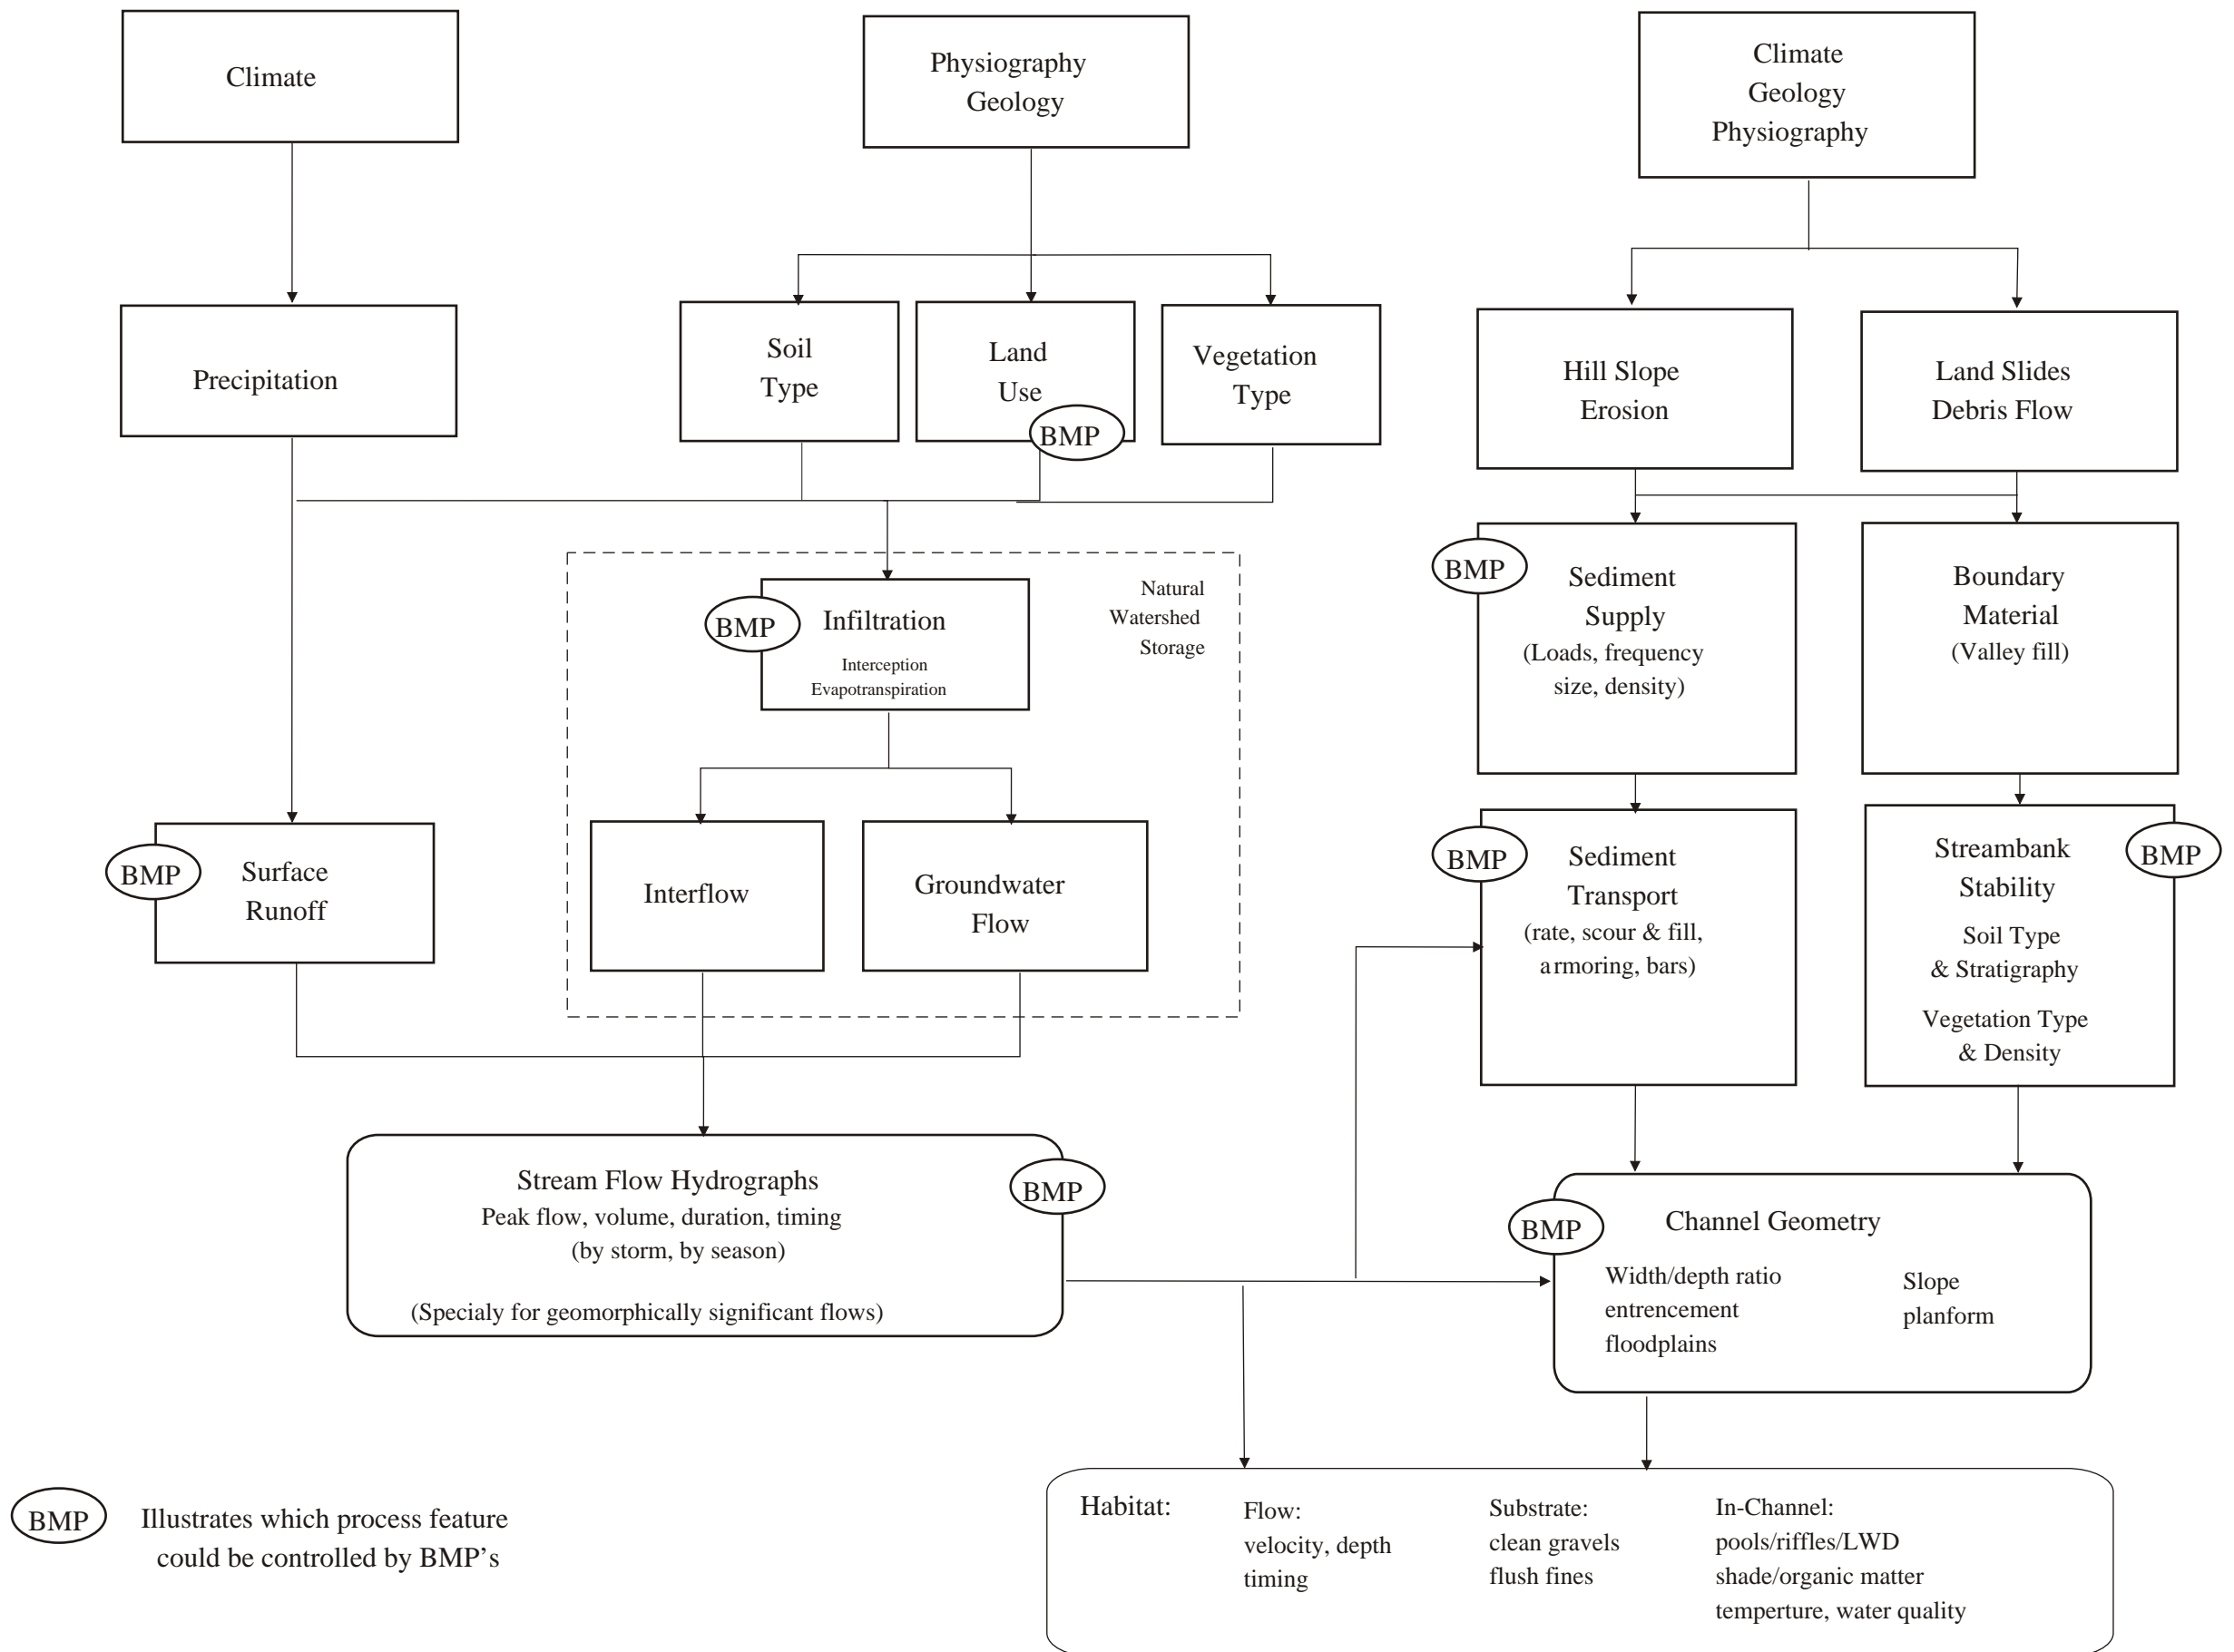 Climate
Physiography
Geology
Climate
Geology
Physiography
Precipitation
Soil
Type
Land
Use
BMP
Vegetation
Type
Hill Slope
Erosion
Land Slides
Debris Flow
BMP
Infiltration
Interception
Evapotranspiration
Natural
Watershed
Storage
BMP
Sediment
Supply
(Loads, frequency
size, density)
Boundary
Material
(Valley fill)
BMP
Surface
Runoff
Interflow
Groundwater
Flow
BMP
Sediment
Transport
(rate, scour & fill,
armoring, bars)
Streambank
Stability
Soil Type
& Stratigraphy
Vegetation Type
& Density
BMP
Stream Flow Hydrographs
Peak flow, volume, duration, timing
(by storm, by season)
(Specialy for geomorphically significant flows)
BMP
BMP
Channel Geometry
Width/depth ratio
entrencement
floodplains
Slope
planform
Habitat:
Flow:
velocity, depth
timing
Substrate:
clean gravels
flush fines
In-Channel:
pools/riffles/LWD
shade/organic matter
temperture, water quality
BMP
Illustrates which process feature
could be controlled by BMP’s